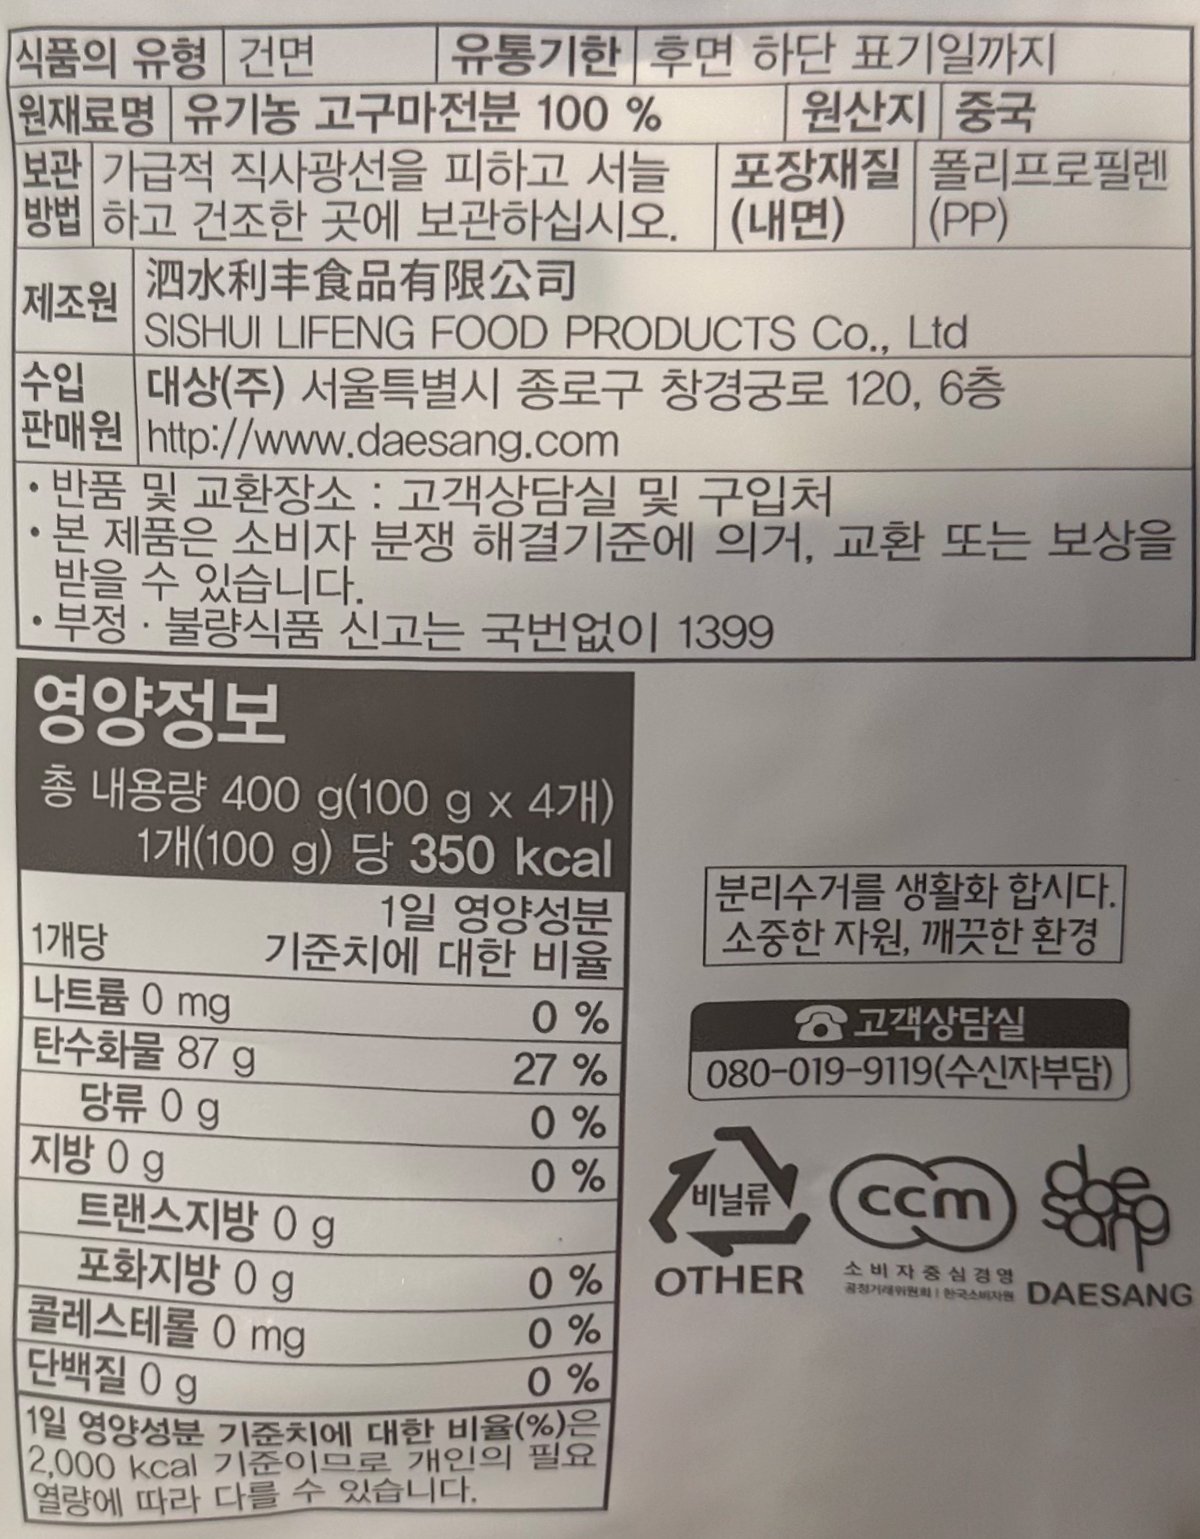 식품의 유형 건면 유통기한 후면 하단 표기일까지
원재료명 유기농 고구마전분 100 % 원산지 중국
보관 가급적 직사광선을 피하고 서늘 포장재질 폴리프로필렌
방법 하고 건조한 곳에 보관하십시오. (내면) (PP)
제조원 泗水利丰食品有限公司
SISHUI LIFENG FOOD PRODUCTS Co., Ltd
수입 대상(주) 서울특별시 종로구 창경궁로 120, 6층
판매원 http://www.daesang.com
• 반품 및 교환장소 : 고객상담실 및 구입처
• 본 제품은 소비자 분쟁 해결기준에 의거, 교환 또는 보상을
받을 수 있습니다.
• 부정 · 불량식품 신고는 국번없이 1399
영양정보
총 내용량 400 g(100 g x 4개)
1개(100 g) 당 350 kcal
1일 영양성분
1개당 기준치에 대한 비율
나트륨 0 mg 0 %
탄수화물 87 g 27 %
당류 0 g 0 %
지방 0 g 0 %
트랜스지방 0 g
포화지방 0 g 0 %
콜레스테롤 0 mg 0 %
단백질 0 g 0 %
1일 영양성분 기준치에 대한 비율(%)은
2,000 kcal 기준이므로 개인의 필요
열량에 따라 다를 수 있습니다.
분리수거를 생활화 합시다.
소중한 자원, 깨끗한 환경
☎ 고객상담실
080-019-9119(수신자부담)
비닐류
OTHER
ccm
소비자중심경영
공정거래위원회 | 한국소비자원
daesang
DAESANG